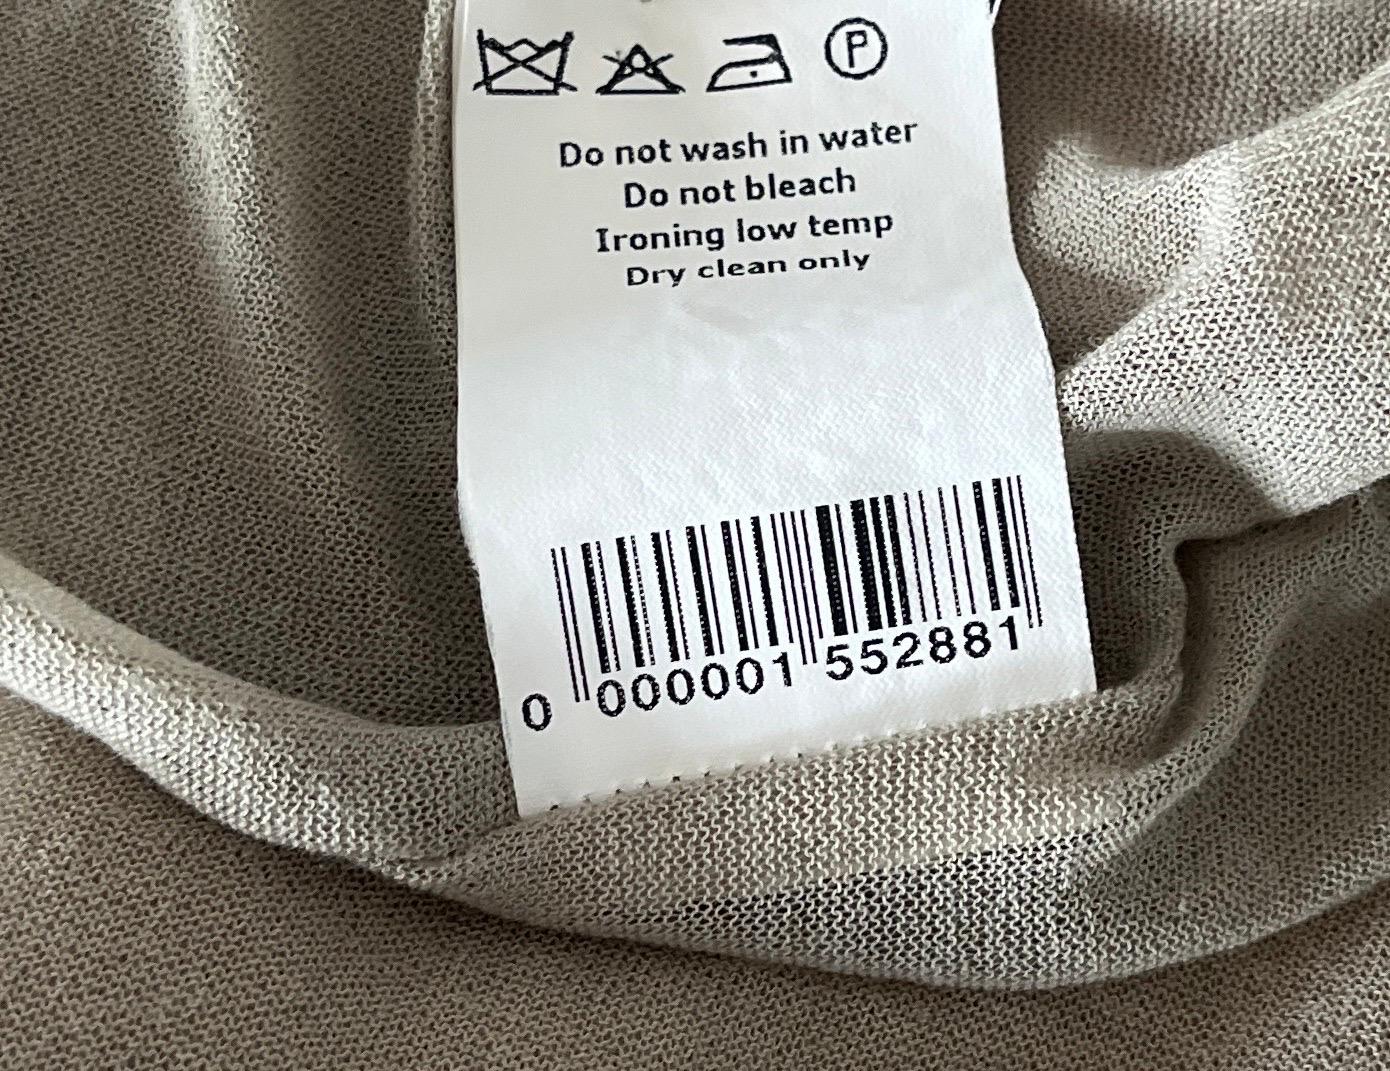 P
Do not wash in water
Do not bleach
Ironing low temp
Dry clean only
0 000001 552881